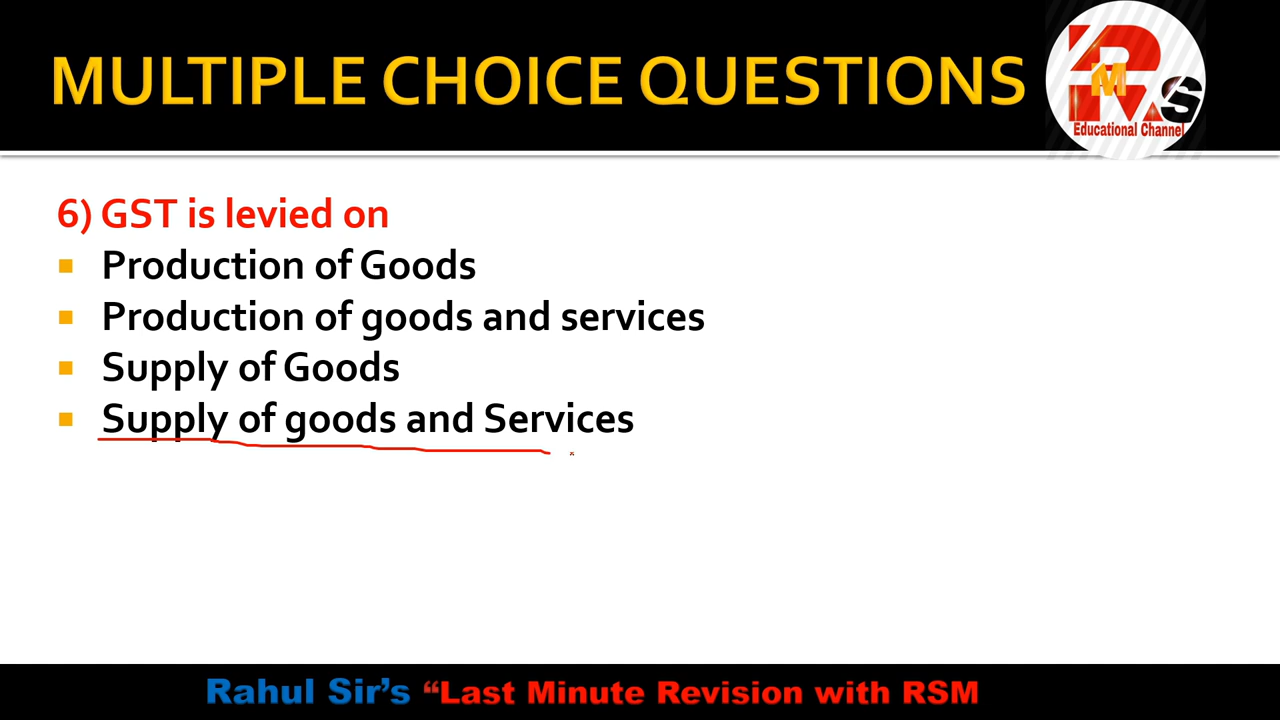 MULTIPLE CHOICE QUESTIONS
RMS
Educational Channel
6) GST is levied on
Production of Goods
Production of goods and services
Supply of Goods
Supply of goods and Services
Rahul Sir's "Last Minute Revision with RSM